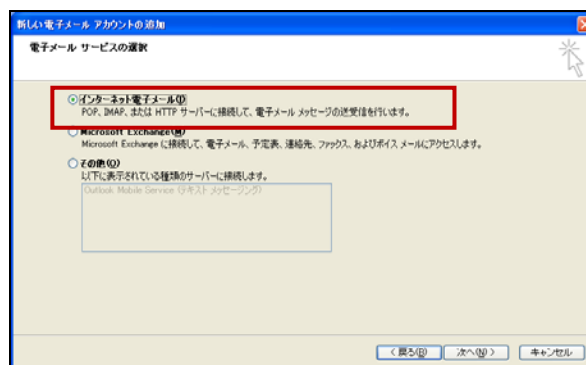 新しい電子メール アカウントの追加
電子メール サービスの選択
インターネット電子メール(I)
POP、IMAP、または HTTP サーバーに接続して、電子メール メッセージの送受信を行います。
Microsoft Exchange(M)
Microsoft Exchange に接続して、電子メール、予定表、連絡先、ファックス、およびボイス メールにアクセスします。
その他(O)
以下に表示されている種類のサーバーに接続します。
Outlook Mobile Service (テキスト メッセージング)
< 戻る(B) 次へ(N) > キャンセル